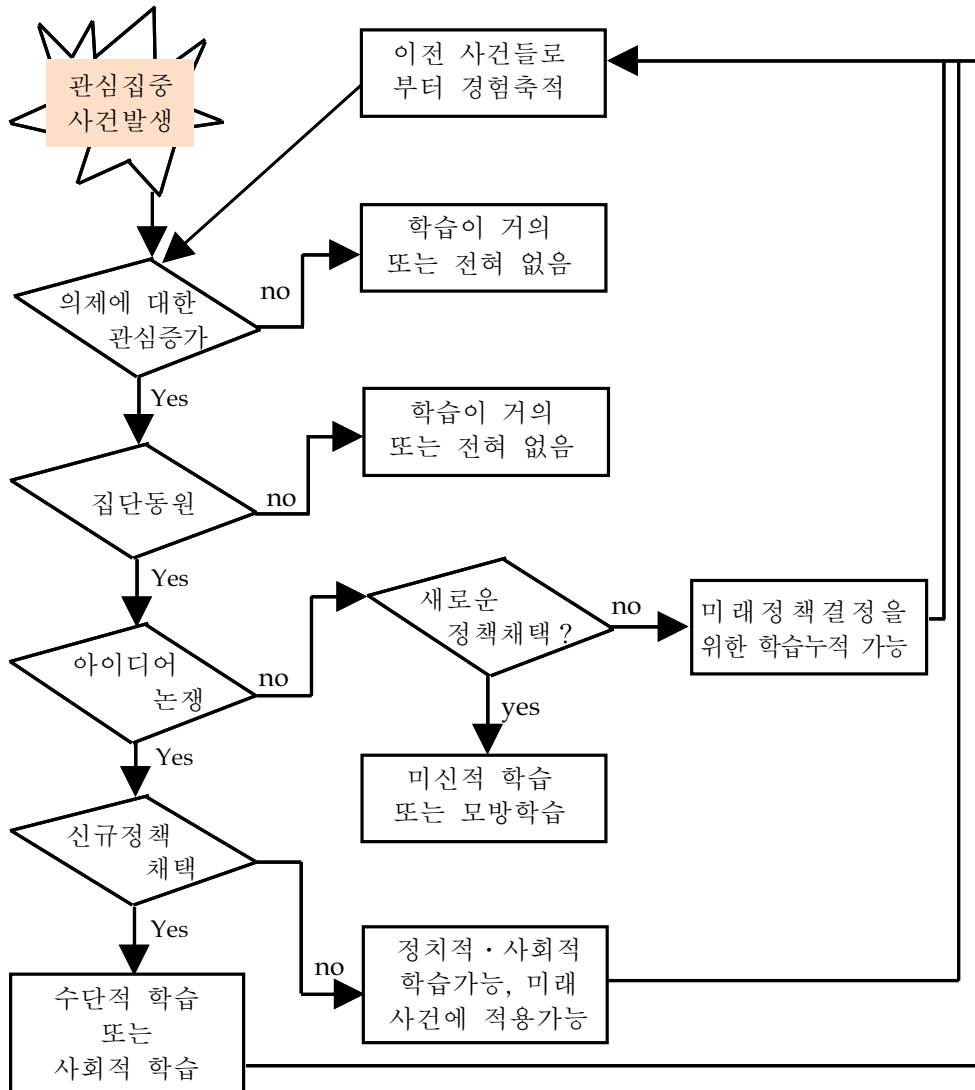 관심집중
사건발생
이전 사건들로
부터 경험축적
학습이 거의
또는 전혀 없음
의제에 대한
관심증가
no
Yes
학습이 거의
또는 전혀 없음
집단동원
no
Yes
새로운
정책채택?
no
미래정책결정을
위한 학습누적 가능
아이디어
논쟁
no
yes
Yes
미신적 학습
또는 모방학습
신규정책
채택
Yes
no
정치적·사회적
학습가능, 미래
사건에 적용가능
수단적 학습
또는
사회적 학습